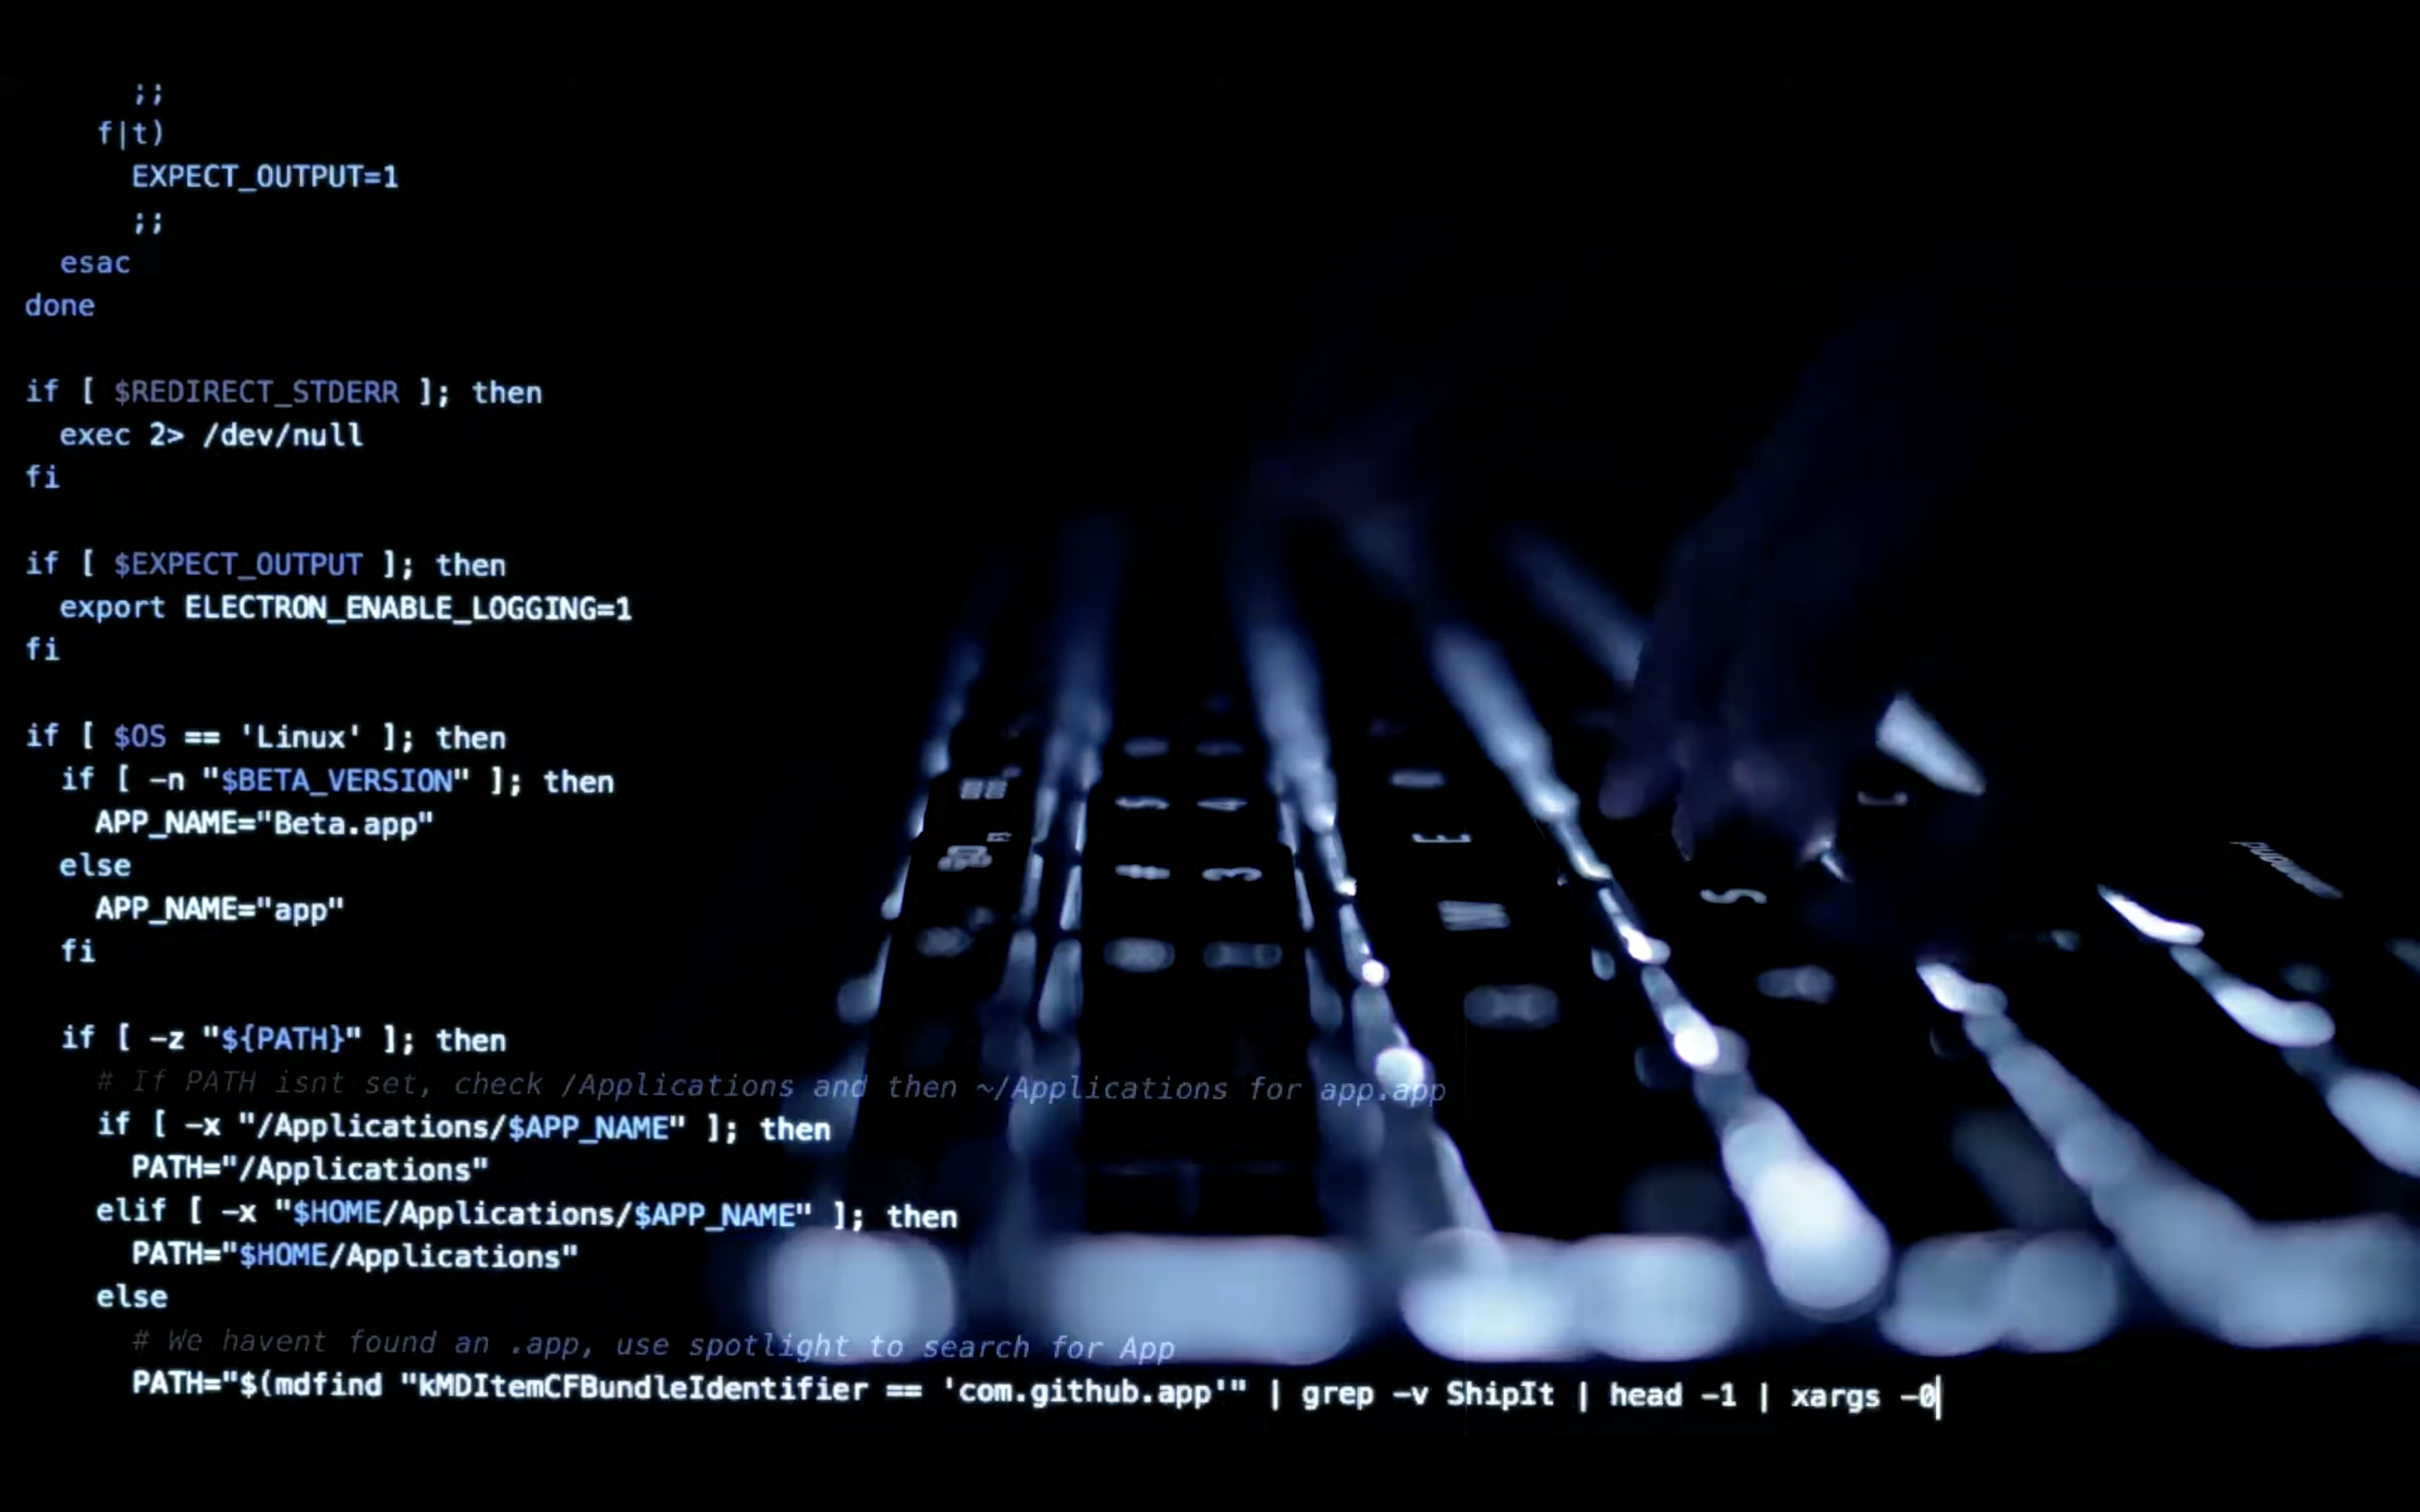 ;;
f|t)
EXPECT_OUTPUT=1
;;
esac
done
if [ $REDIRECT_STDERR ]; then
exec 2> /dev/null
fi
if [ $EXPECT_OUTPUT ]; then
export ELECTRON_ENABLE_LOGGING=1
fi
if [ $OS == 'Linux' ]; then
if [ -n "$BETA_VERSION" ]; then
APP_NAME="Beta.app"
else
APP_NAME="app"
fi
if [ -z "${PATH}" ]; then
# If PATH isnt set, check /Applications and then ~/Applications for app.app
if [ -x "/Applications/$APP_NAME" ]; then
PATH="/Applications"
elif [ -x "$HOME/Applications/$APP_NAME" ]; then
PATH="$HOME/Applications"
else
# We havent found an .app, use spotlight to search for App
PATH="$(mdfind "kMDItemCFBundleIdentifier == 'com.github.app'" | grep -v ShipIt | head -1 | xargs -0